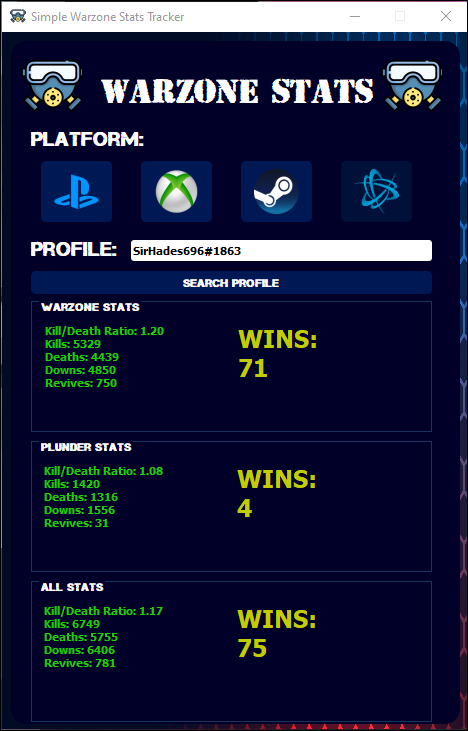 Simple Warzone Stats Tracker
WARZONE STATS
PLATFORM:
PROFILE: SirHades696#1863
SEARCH PROFILE
WARZONE STATS
Kill/Death Ratio: 1.20
Kills: 5329
Deaths: 4439
Downs: 4850
Revives: 750
WINS:
71
PLUNDER STATS
Kill/Death Ratio: 1.08
Kills: 1420
Deaths: 1316
Downs: 1556
Revives: 31
WINS:
4
ALL STATS
Kill/Death Ratio: 1.17
Kills: 6749
Deaths: 5755
Downs: 6406
Revives: 781
WINS:
75